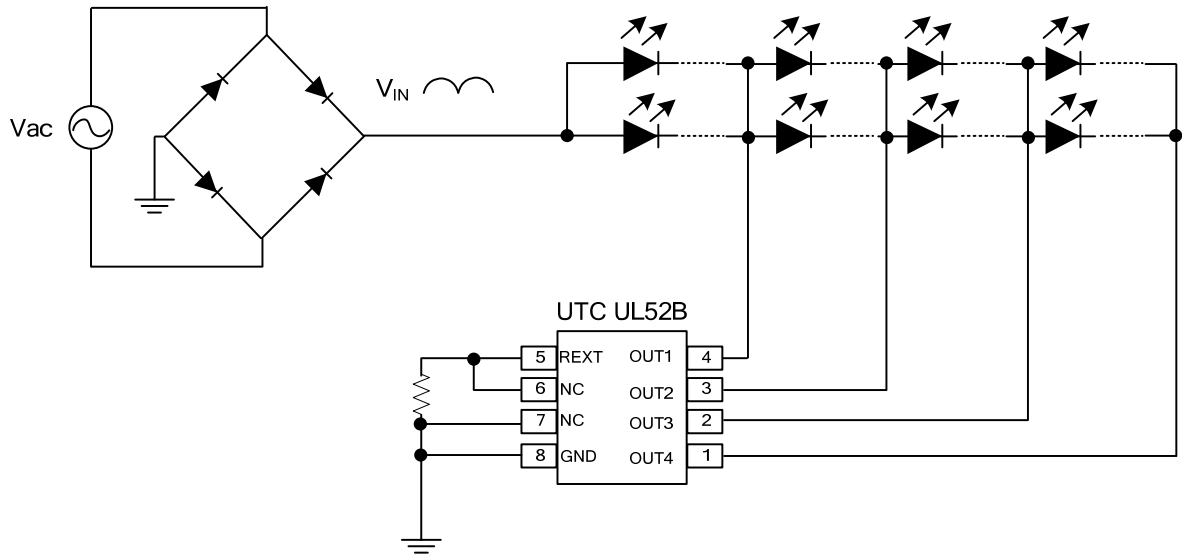 Vac
VIN
UTC UL52B
5 REXT OUT1 4
6 NC OUT2 3
7 NC OUT3 2
8 GND OUT4 1